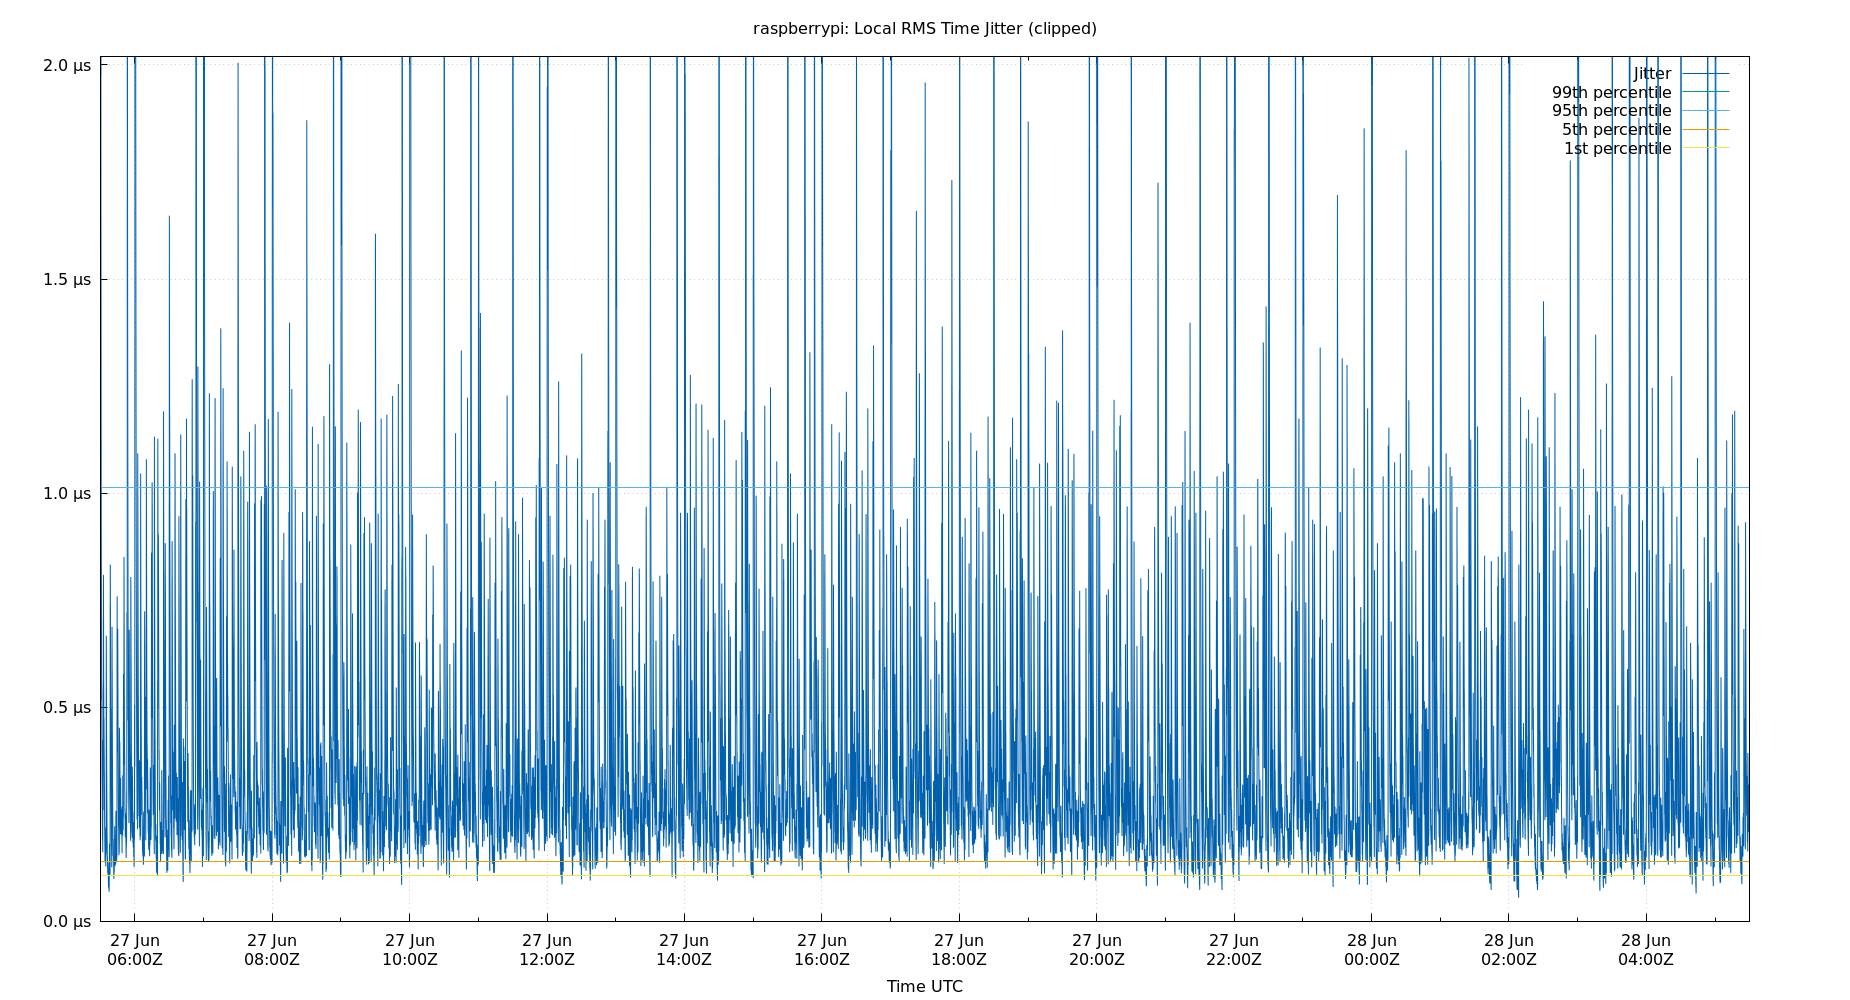 raspberrypi: Local RMS Time Jitter (clipped)
2.0 µs
1.5 µs
1.0 µs
0.5 µs
0.0 µs
Jitter
99th percentile
95th percentile
5th percentile
1st percentile
27 Jun 27 Jun 27 Jun 27 Jun 27 Jun 27 Jun 27 Jun 27 Jun 27 Jun 28 Jun 28 Jun 28 Jun
06:00Z 08:00Z 10:00Z 12:00Z 14:00Z 16:00Z 18:00Z 20:00Z 22:00Z 00:00Z 02:00Z 04:00Z
Time UTC